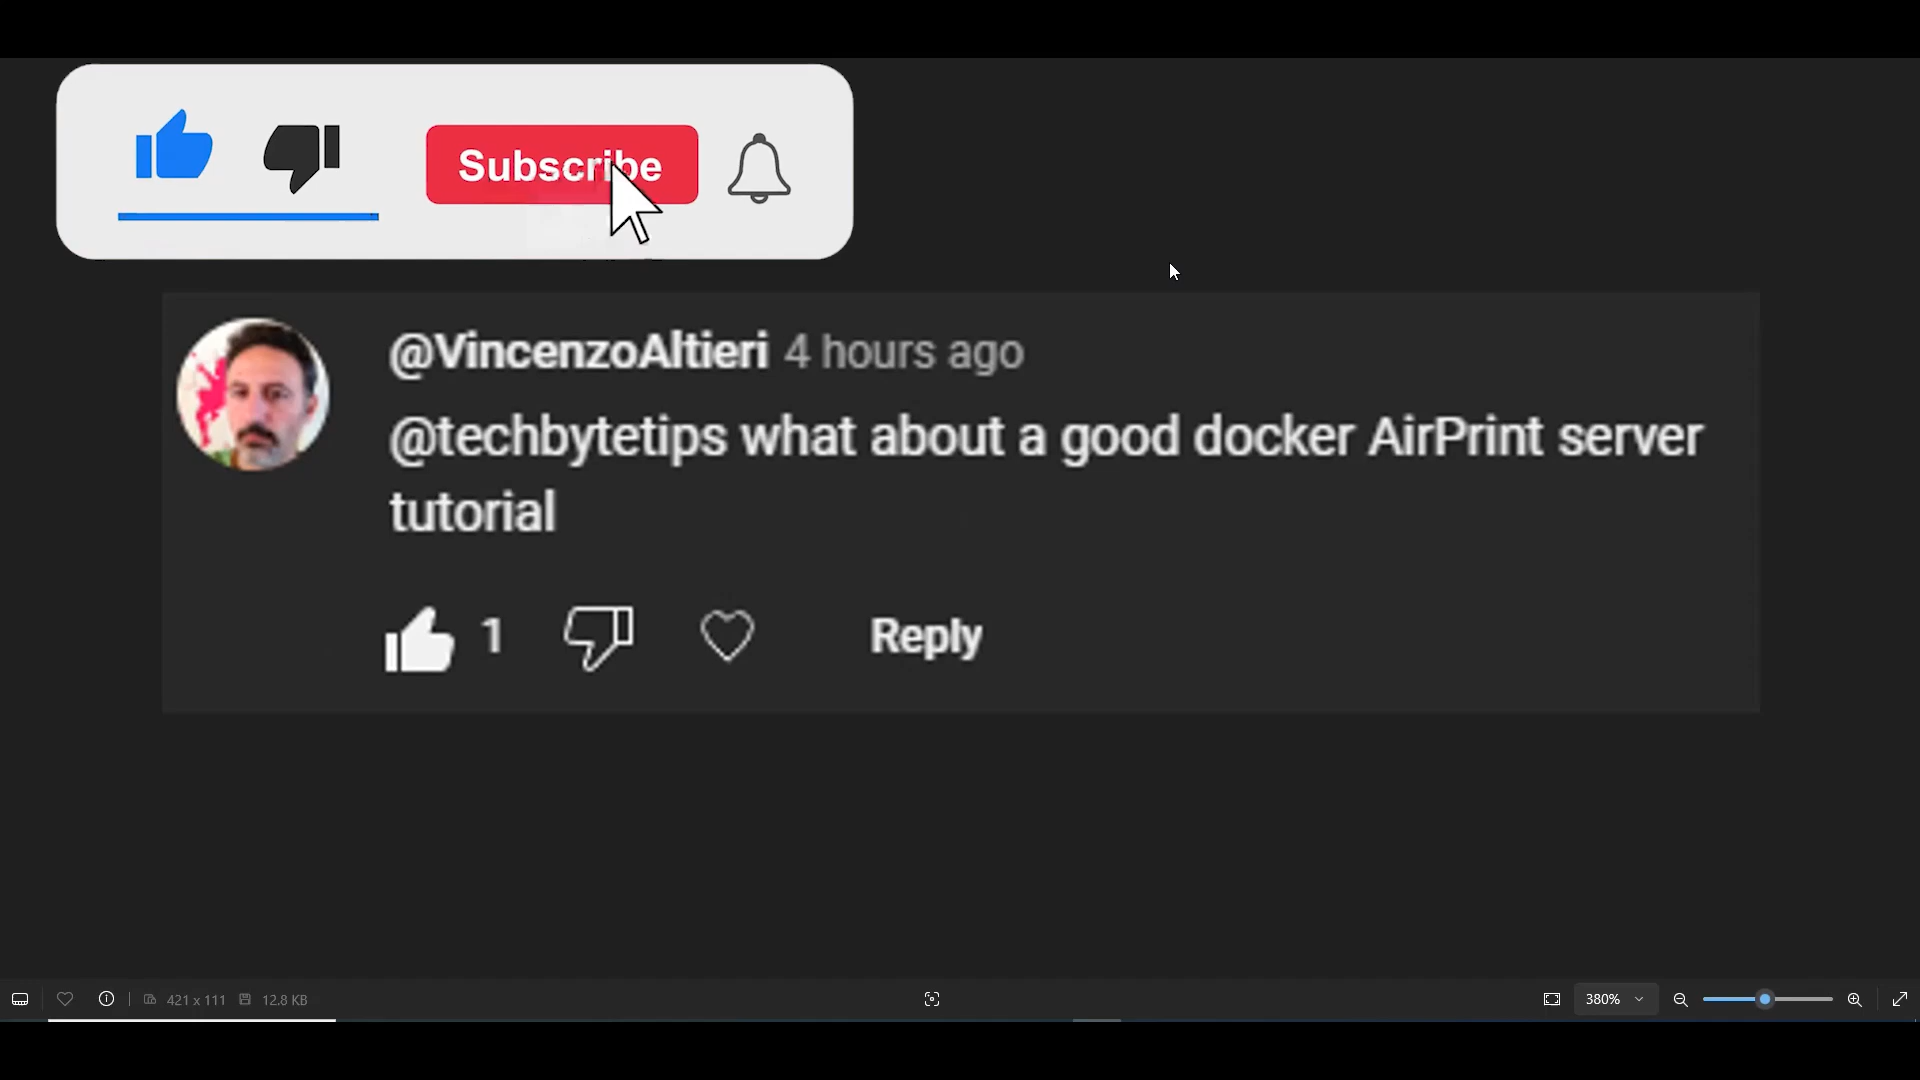 Subscribe
@VincenzoAltieri 4 hours ago
@techbytetips what about a good docker AirPrint server
tutorial
1
Reply
421 x 111
12.8 KB
380%